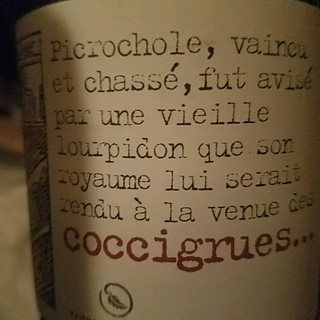 Picrochole, vaincu
et chassé, fut avisé
par une vieille
lourpidon que son
royaume lui serait
rendu à la venue des
coccigrues...